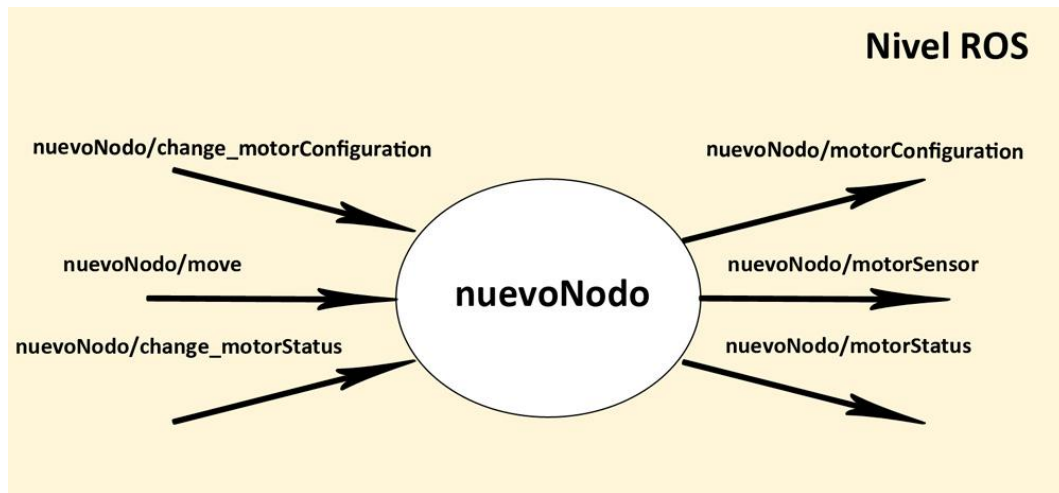 Nivel ROS
nuevoNodo/change_motorConfiguration
nuevoNodo/motorConfiguration
nuevoNodo/move
nuevoNodo/motorSensor
nuevoNodo
nuevoNodo/change_motorStatus
nuevoNodo/motorStatus